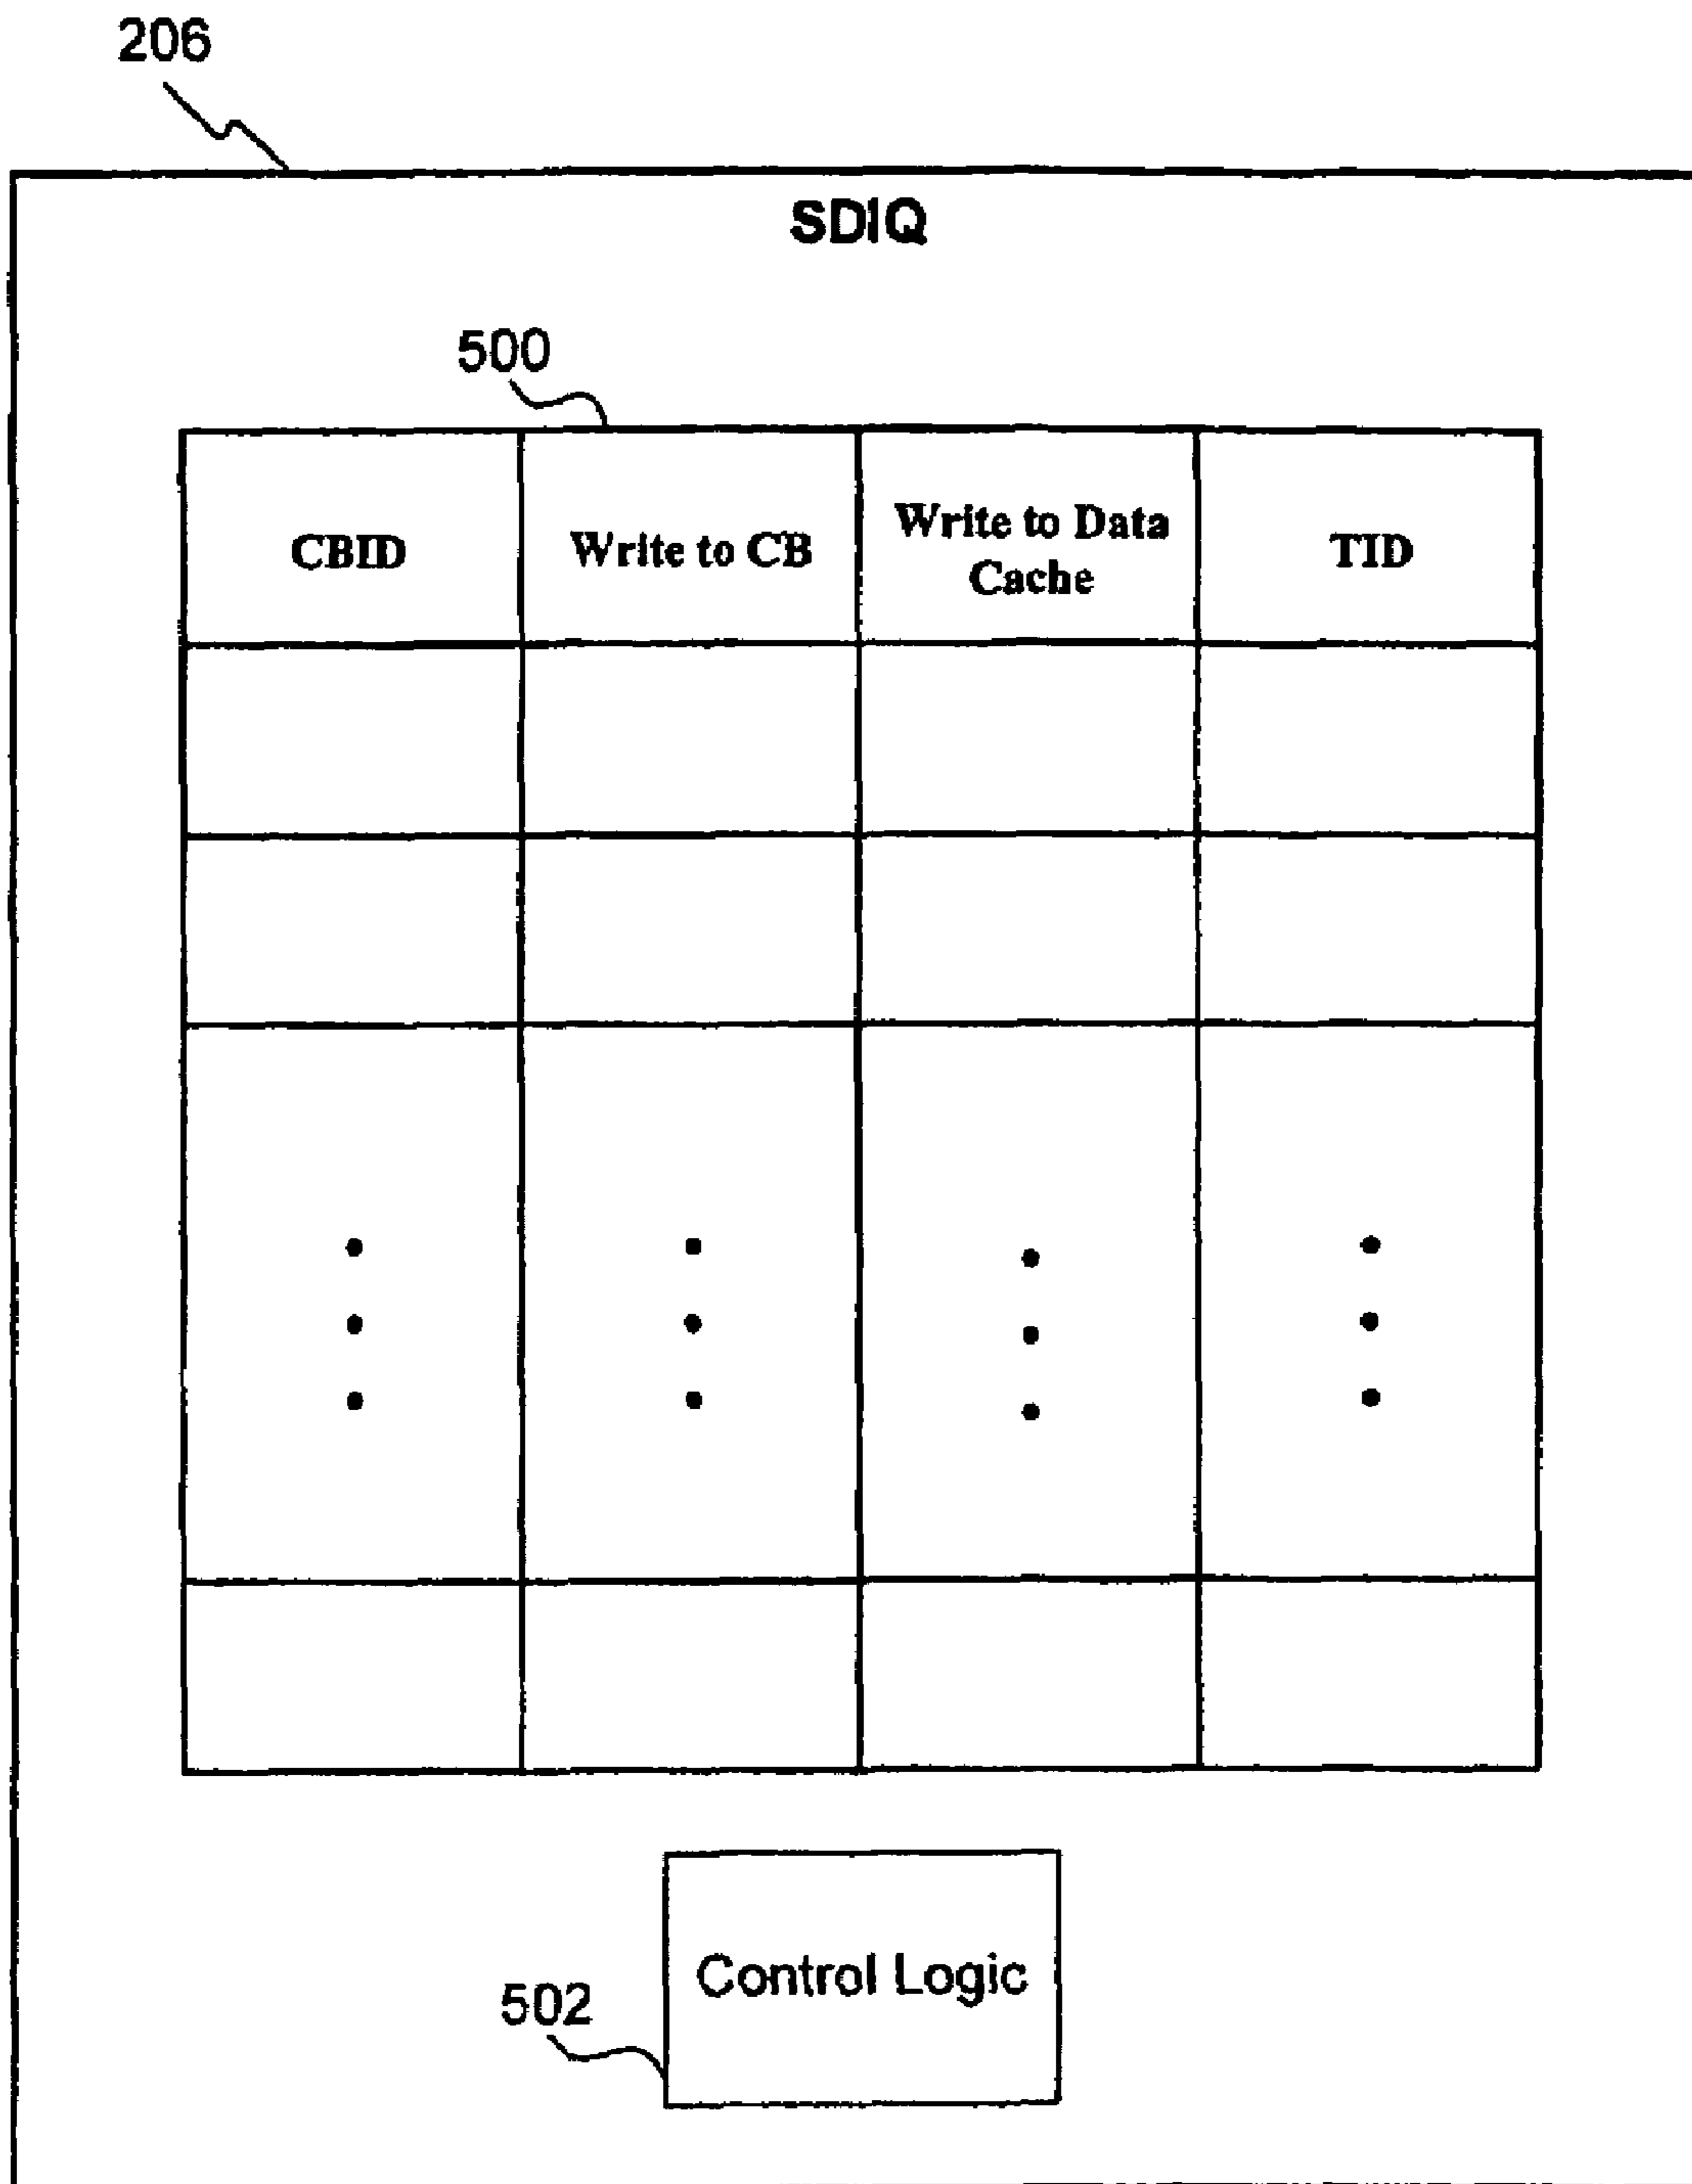 206
SDIQ
500
CBID
Write to CB
Write to Data
Cache
TID
Control Logic
502